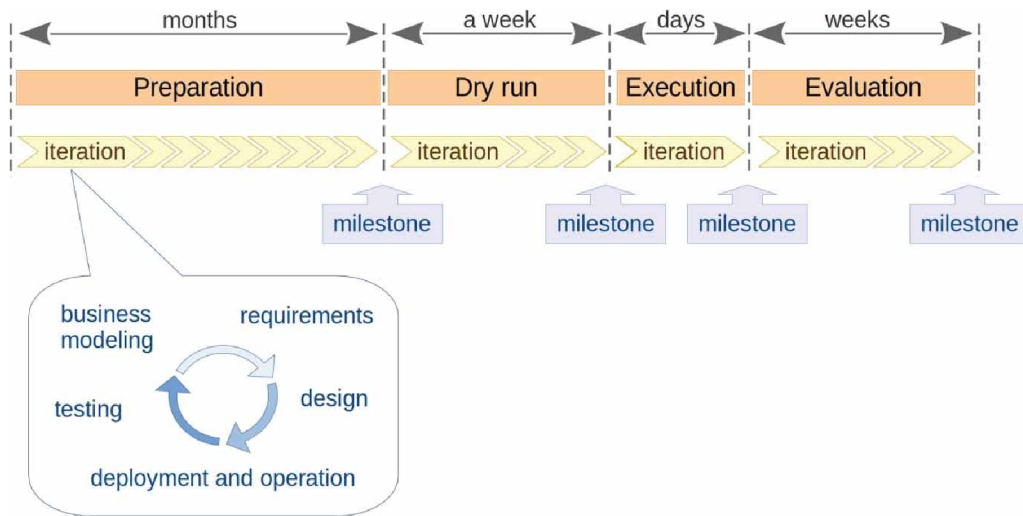 months
a week
days
weeks
Preparation
Dry run
Execution
Evaluation
iteration
iteration
iteration
iteration
milestone
milestone
milestone
milestone
business
modeling
requirements
testing
design
deployment and operation